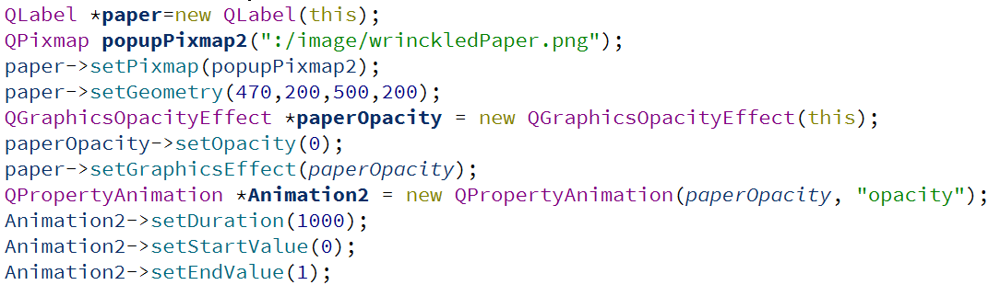 QLabel *paper=new QLabel(this);
QPixmap popupPixmap2(":/image/wrinckledPaper.png");
paper->setPixmap(popupPixmap2);
paper->setGeometry(470,200,500,200);
QGraphicsOpacityEffect *paperOpacity = new QGraphicsOpacityEffect(this);
paperOpacity->setOpacity(0);
paper->setGraphicsEffect(paperOpacity);
QPropertyAnimation *Animation2 = new QPropertyAnimation(paperOpacity, "opacity");
Animation2->setDuration(1000);
Animation2->setStartValue(0);
Animation2->setEndValue(1);